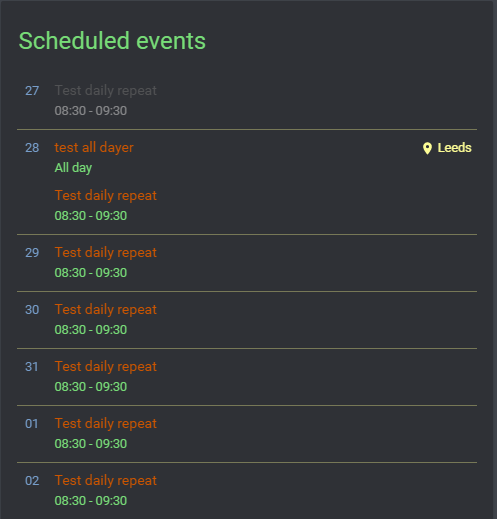 Scheduled events
27 Test daily repeat
08:30 - 09:30
28 test all dayer Leeds
All day
Test daily repeat
08:30 - 09:30
29 Test daily repeat
08:30 - 09:30
30 Test daily repeat
08:30 - 09:30
31 Test daily repeat
08:30 - 09:30
01 Test daily repeat
08:30 - 09:30
02 Test daily repeat
08:30 - 09:30